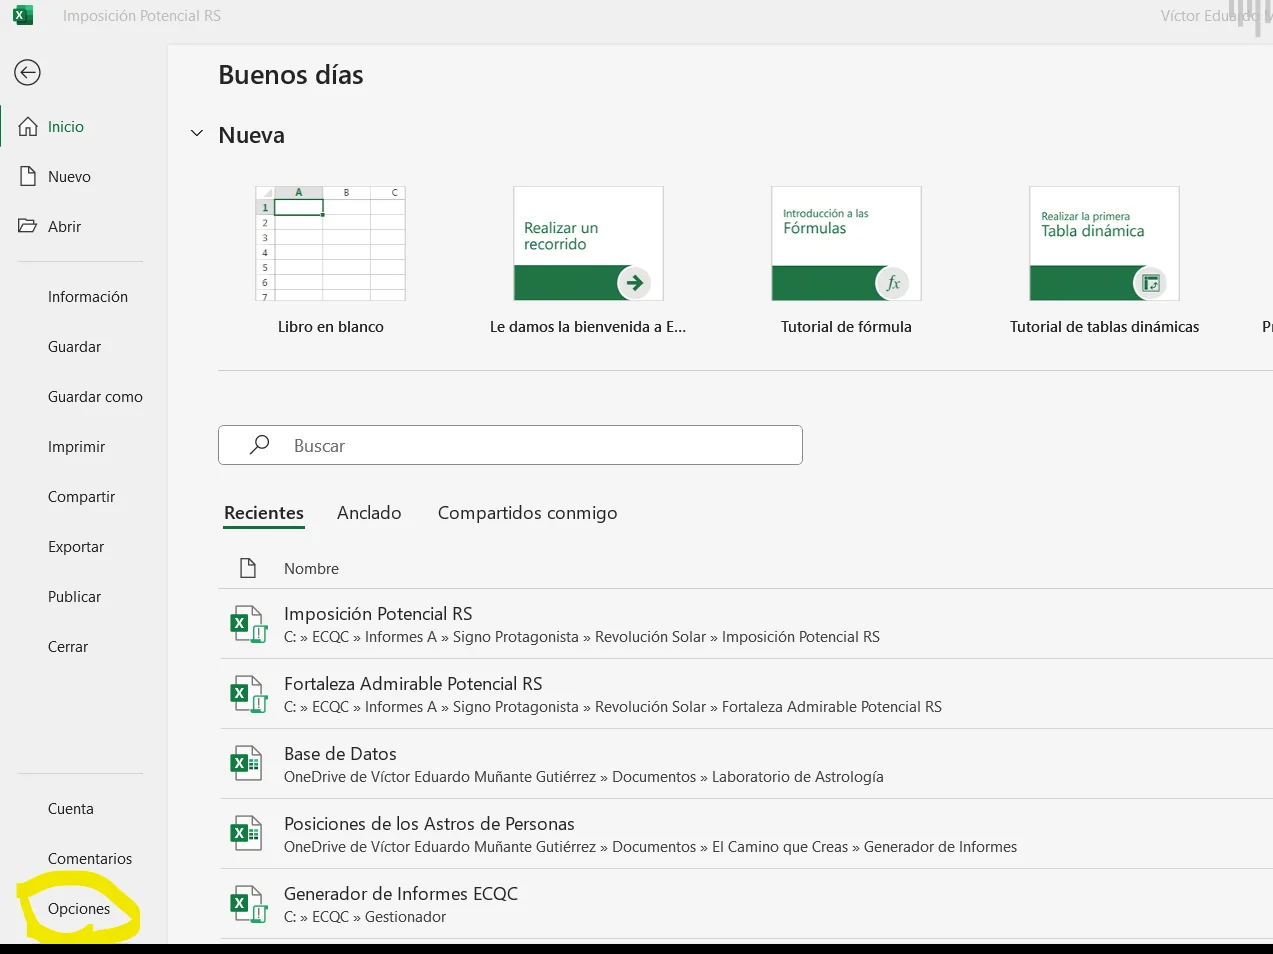 Imposición Potencial RS
Víctor Eduardo
Buenos días
Inicio
Nueva
Nuevo
Abrir
A B C
1
2
3
4
5
6
7
Realizar un
recorrido
Introducción a las
Fórmulas
fx
Realizar la primera
Tabla dinámica
Libro en blanco
Le damos la bienvenida a E...
Tutorial de fórmula
Tutorial de tablas dinámicas
Información
Guardar
Guardar como
Imprimir
Compartir
Exportar
Publicar
Cerrar
Buscar
Recientes Anclado Compartidos conmigo
Nombre
Imposición Potencial RS
C: » ECQC » Informes A » Signo Protagonista » Revolución Solar » Imposición Potencial RS
Fortaleza Admirable Potencial RS
C: » ECQC » Informes A » Signo Protagonista » Revolución Solar » Fortaleza Admirable Potencial RS
Base de Datos
OneDrive de Víctor Eduardo Muñante Gutiérrez » Documentos » Laboratorio de Astrología
Posiciones de los Astros de Personas
OneDrive de Víctor Eduardo Muñante Gutiérrez » Documentos » El Camino que Creas » Generador de Informes
Generador de Informes ECQC
C: » ECQC » Gestionador
Cuenta
Comentarios
Opciones